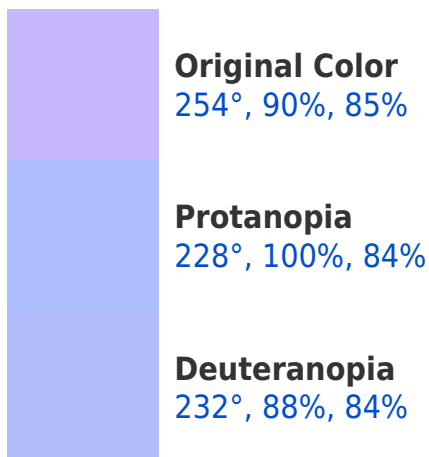 Original Color
254°, 90%, 85%
Protanopia
228°, 100%, 84%
Deuteranopia
232°, 88%, 84%